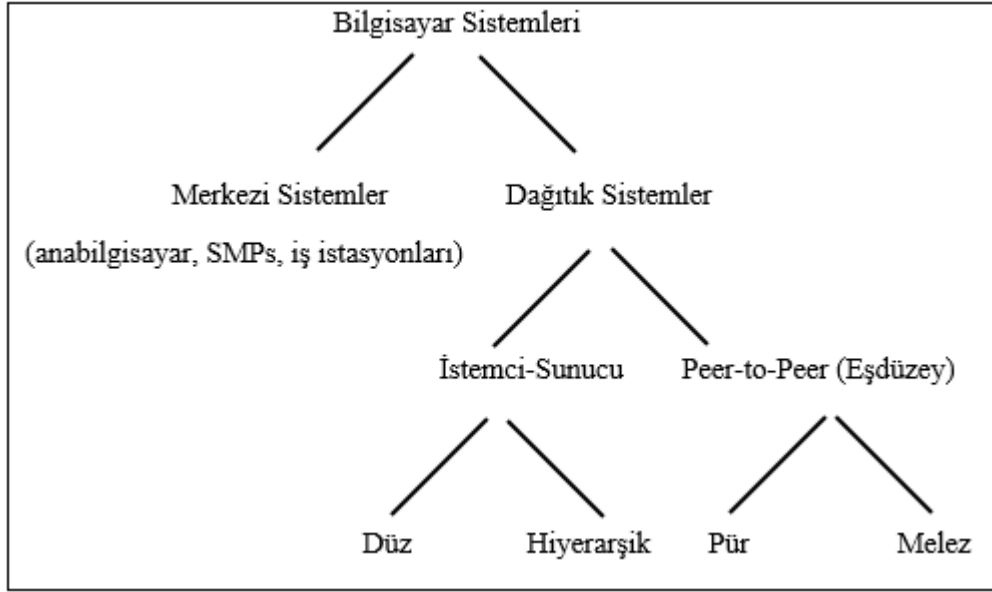 Bilgisayar Sistemleri
Merkezi Sistemler
Dağıtık Sistemler
(anabilgisayar, SMPs, iş istasyonları)
İstemci-Sunucu
Peer-to-Peer (Eşdüzey)
Düz
Hiyerarşik
Pür
Melez